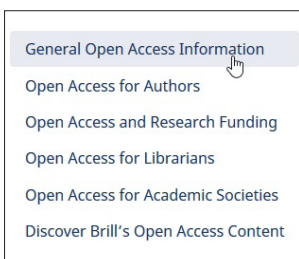 General Open Access Information
Open Access for Authors
Open Access and Research Funding
Open Access for Librarians
Open Access for Academic Societies
Discover Brill's Open Access Content